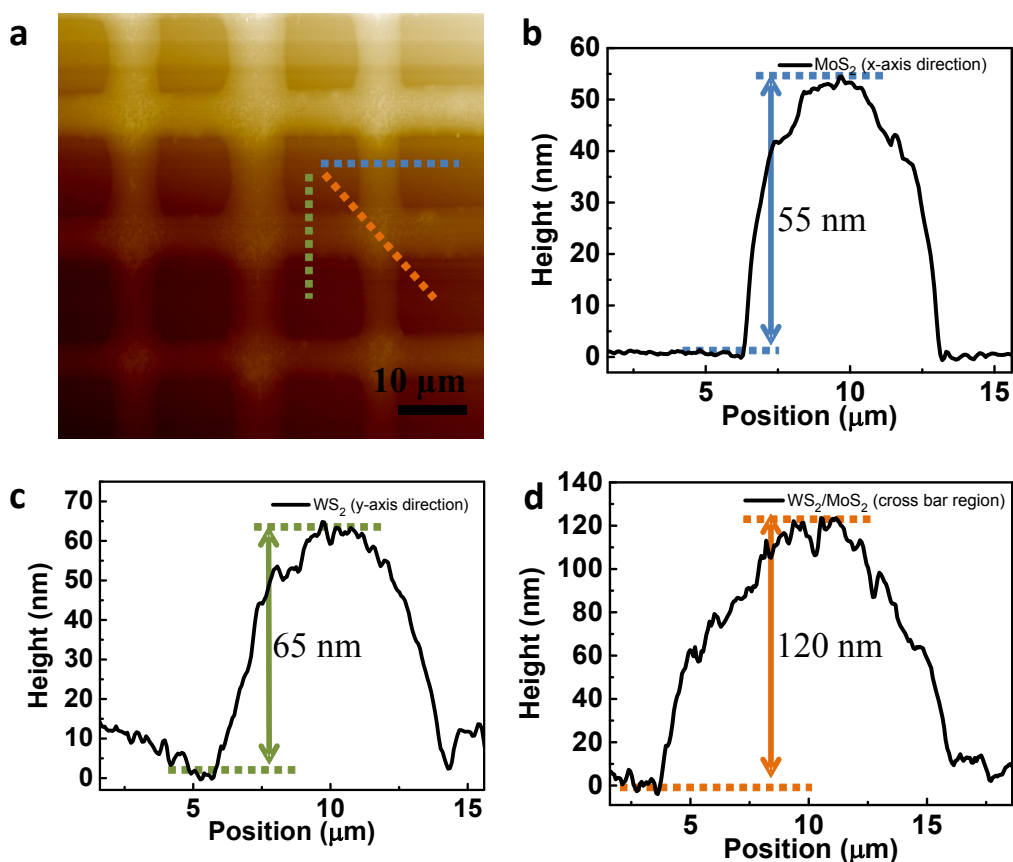 a
10 μm
b
MoS2 (x-axis direction)
60
50
40
30
20
10
0
Height (nm)
55 nm
5
10
15
Position (μm)
c
WS2 (y-axis direction)
70
60
50
40
30
20
10
0
Height (nm)
65 nm
5
10
15
Position (μm)
d
WS2/MoS2 (cross bar region)
140
120
100
80
60
40
20
0
Height (nm)
120 nm
5
10
15
Position (μm)